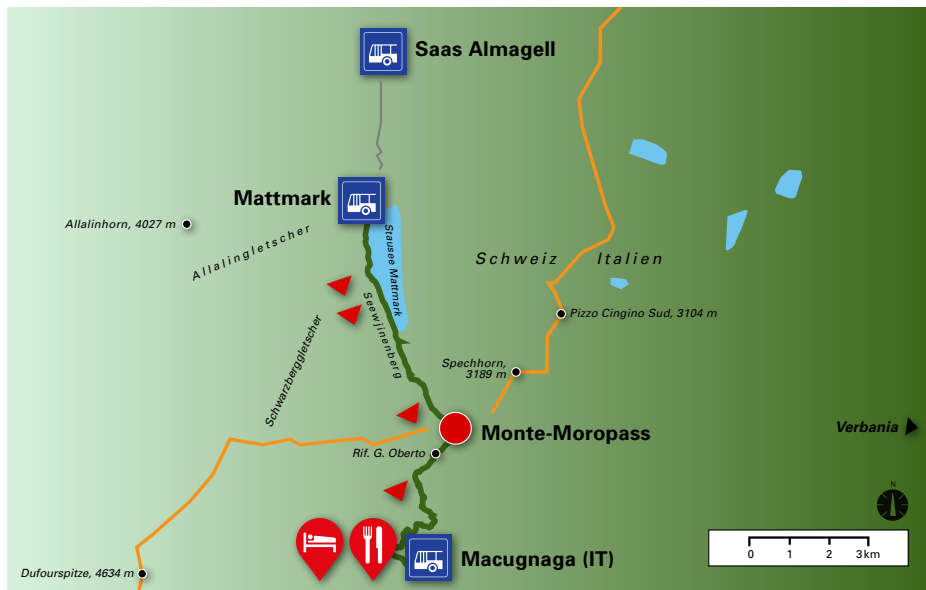 Saas Almagell
Mattmark
Allalinhorn, 4027 m
Allalingletscher
Stausee Mattmark
Schweiz
Italien
Seewjinenberg
Schwarzberggletscher
Pizzo Cingino Sud, 3104 m
Spechhorn,
3189 m
Monte-Moropass
Verbania
Rif. G. Oberto
N
0 1 2 3 km
Macugnaga (IT)
Dufourspitze, 4634 m